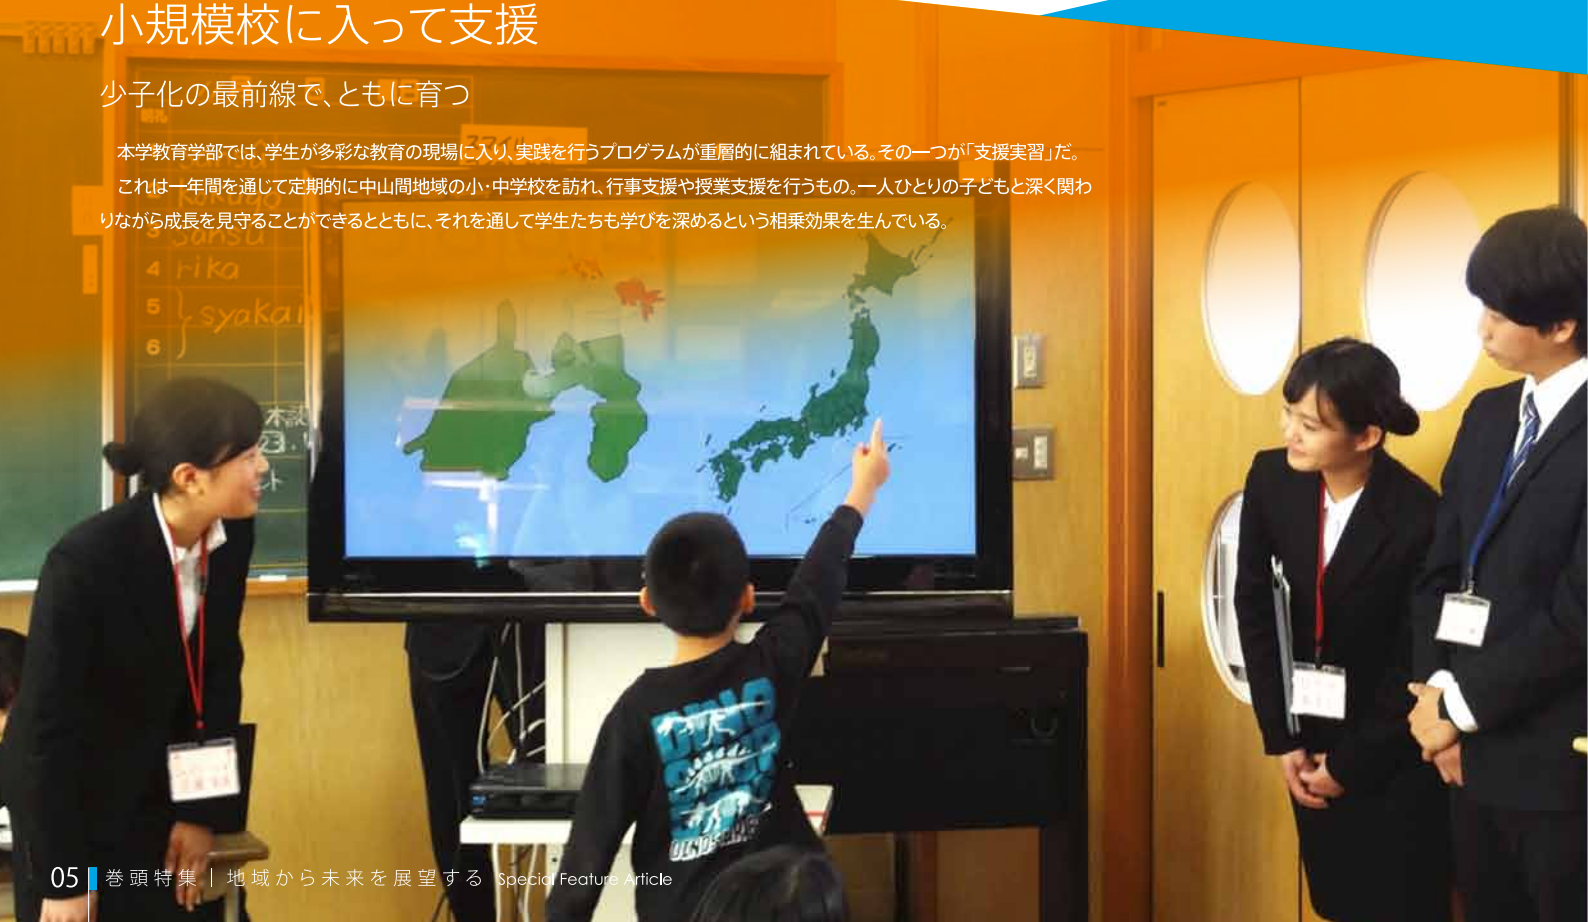 小規模校に入って支援
少子化の最前線で、ともに育つ
本学教育学部では、学生が多彩な教育の現場に入り、実践を行うプログラムが重層的に組まれている。その一つが「支援実習」だ。
これは一年間を通じて定期的に中山間地域の小・中学校を訪れ、行事支援や授業支援を行うもの。一人ひとりの子どもと深く関わ
りながら成長を見守ることができるとともに、それを通して学生たちも学びを深めるという相乗効果を生んでいる。
kokugo
3 sansu
4 rika
5 syakai
6
DINO
05 巻頭特集｜地域から未来を展望する Special Feature Article